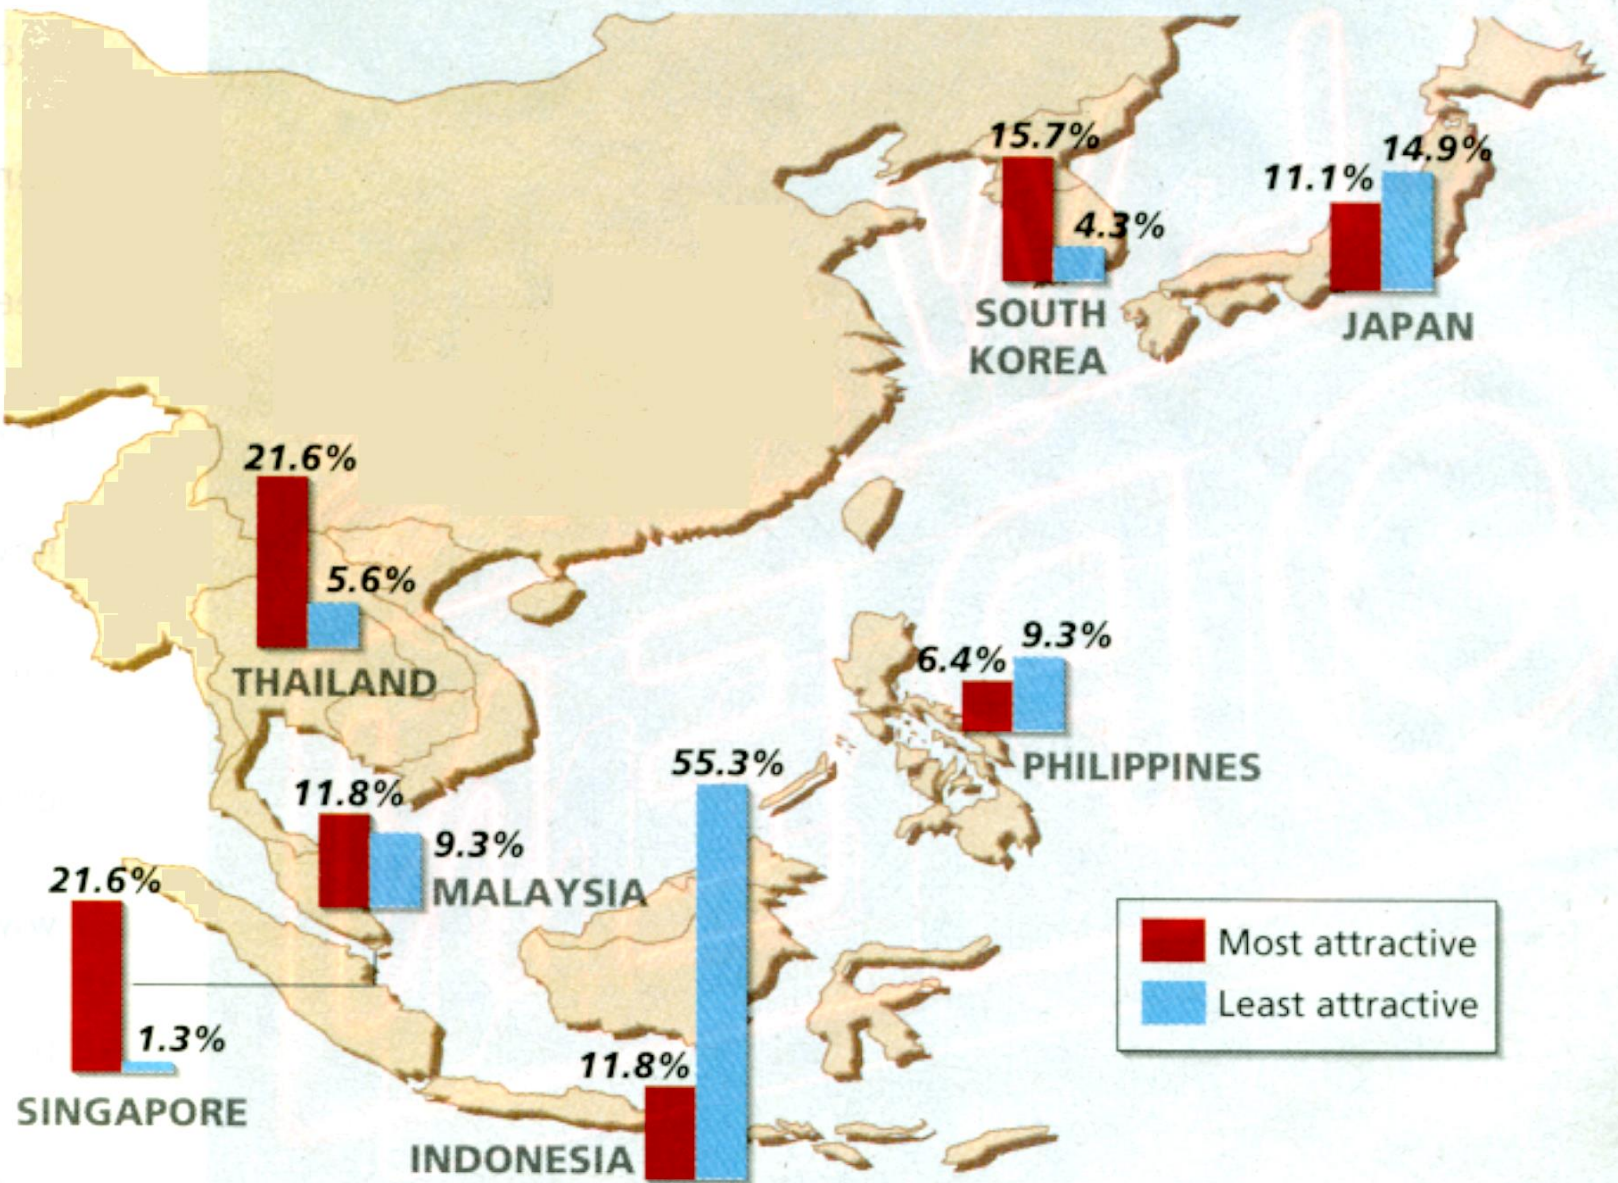 15.7%
4.3%
SOUTH
KOREA
11.1%
14.9%
JAPAN
21.6%
5.6%
THAILAND
6.4%
9.3%
PHILIPPINES
11.8%
9.3%
MALAYSIA
21.6%
1.3%
SINGAPORE
55.3%
11.8%
INDONESIA
Most attractive
Least attractive